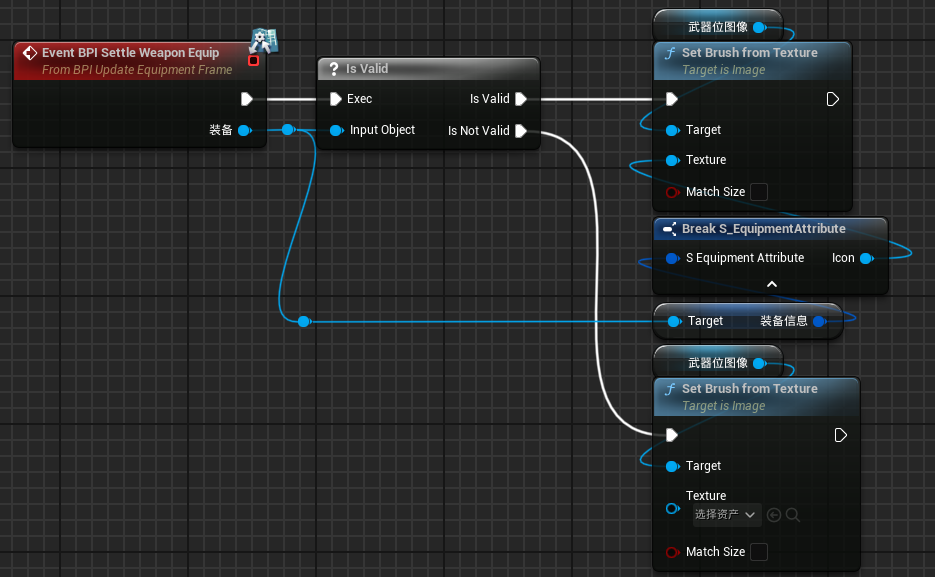 Event BPI Settle Weapon Equip
From BPI Update Equipment Frame
装备
Is Valid
Exec
Is Valid
Input Object
Is Not Valid
武器位图像
Set Brush from Texture
Target is Image
Target
Texture
Match Size
Break S_EquipmentAttribute
S Equipment Attribute
Icon
Target
装备信息
武器位图像
Set Brush from Texture
Target is Image
Target
Texture
选择资产
Match Size